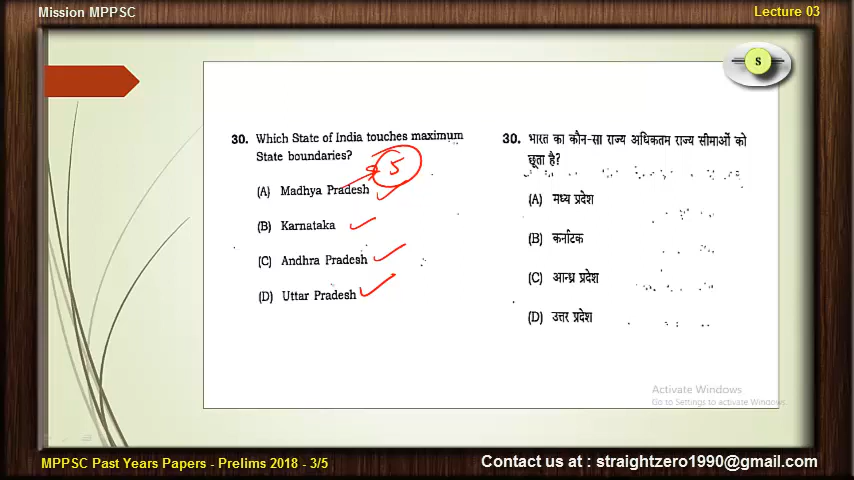 Mission MPPSC
Lecture 03
S
30. Which State of India touches maximum
State boundaries?
5
(A) Madhya Pradesh
(B) Karnataka
(C) Andhra Pradesh
(D) Uttar Pradesh
30. भारत का कौन-सा राज्य अधिकतम राज्य सीमाओं को
छूता है?
(A) मध्य प्रदेश
(B) कर्नाटक
(C) आन्ध्र प्रदेश
(D) उत्तर प्रदेश
Activate Windows
Go to Settings to activate Windows.
MPPSC Past Years Papers - Prelims 2018 - 3/5
Contact us at : straightzero1990@gmail.com